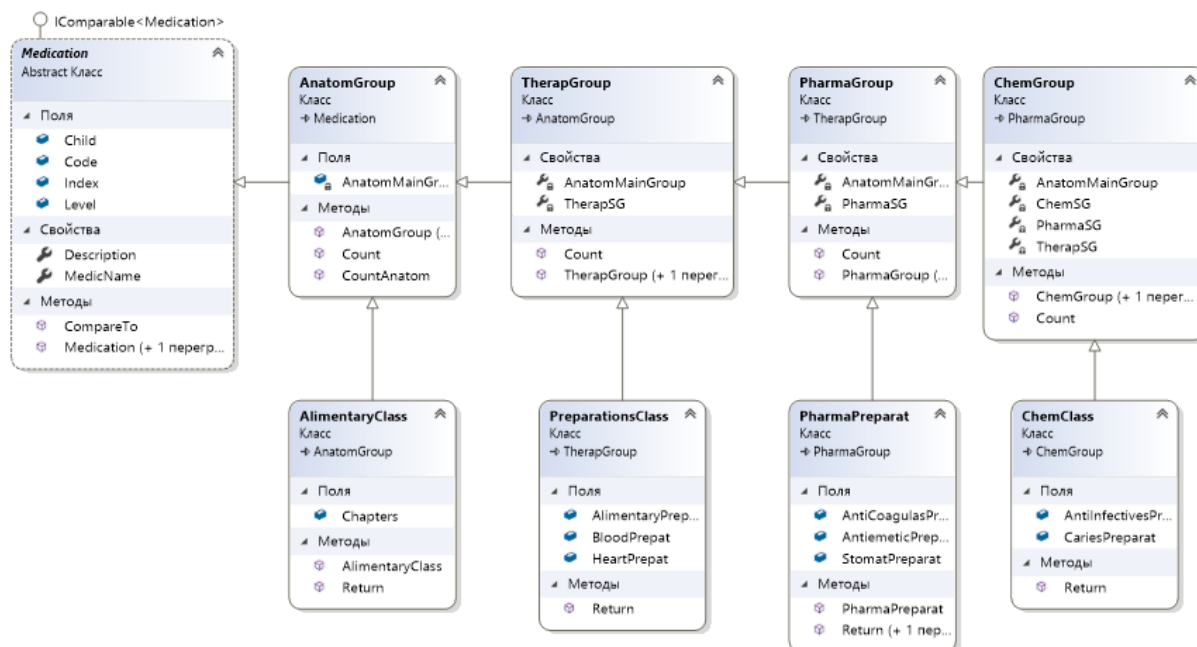 IComparable<Medication>
Medication
Abstract Класс
Поля
Child
Code
Index
Level
Свойства
Description
MedicName
Методы
CompareTo
Medication (+ 1 перегр...
AnatomGroup
Класс
Medication
Поля
AnatomMainGr...
Методы
AnatomGroup (...
Count
CountAnatom
TherapGroup
Класс
AnatomGroup
Свойства
AnatomMainGroup
TherapSG
Методы
Count
TherapGroup (+ 1 перег...
PharmaGroup
Класс
TherapGroup
Свойства
AnatomMainGr...
PharmaSG
Методы
Count
PharmaGroup (...
ChemGroup
Класс
PharmaGroup
Свойства
AnatomMainGroup
ChemSG
PharmaSG
TherapSG
Методы
ChemGroup (+ 1 перег...
Count
AlimentaryClass
Класс
AnatomGroup
Поля
Chapters
Методы
AlimentaryClass
Return
PreparationsClass
Класс
TherapGroup
Поля
AlimentaryPrep...
BloodPrepat
HeartPrepat
Методы
Return
PharmaPreparat
Класс
PharmaGroup
Поля
AntiCoagulasPr...
AntiemeticPrep...
StomatPreparat
Методы
PharmaPreparat
Return (+ 1 пер...
ChemClass
Класс
ChemGroup
Поля
AntiInfectivesPr...
CariesPreparat
Методы
Return